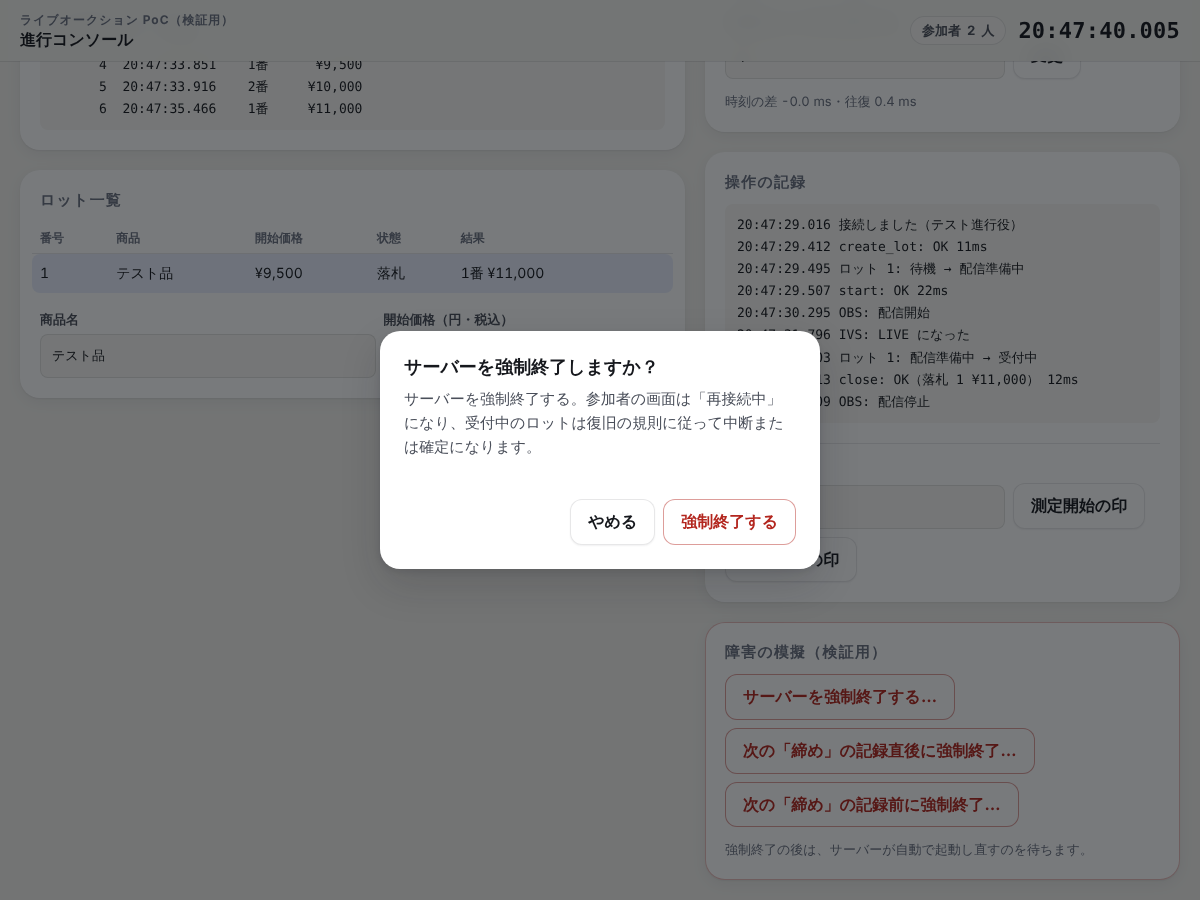 ライブオークション PoC（検証用）
進行コンソール
参加者 2 人
20:47:40.005
4 20:47:33.851 1番 ¥9,500
5 20:47:33.916 2番 ¥10,000
6 20:47:35.466 1番 ¥11,000
時刻の差 -0.0 ms・往復 0.4 ms
ロット一覧
番号 商品 開始価格 状態 結果
1 テスト品 ¥9,500 落札 1番 ¥11,000
商品名 開始価格（円・税込）
テスト品
操作の記録
20:47:29.016 接続しました（テスト進行役）
20:47:29.412 create_lot: OK 11ms
20:47:29.495 ロット 1: 待機 → 配信準備中
20:47:29.507 start: OK 22ms
20:47:30.295 OBS: 配信開始
796 IVS: LIVE になった
03 ロット 1: 配信準備中 → 受付中
13 close: OK（落札 1 ¥11,000） 12ms
09 OBS: 配信停止
測定開始の印
の印
サーバーを強制終了しますか？
サーバーを強制終了する。参加者の画面は「再接続中」
になり、受付中のロットは復旧の規則に従って中断また
は確定になります。
やめる
強制終了する
障害の模擬（検証用）
サーバーを強制終了する…
次の「締め」の記録直後に強制終了…
次の「締め」の記録前に強制終了…
強制終了の後は、サーバーが自動で起動し直すのを待ちます。